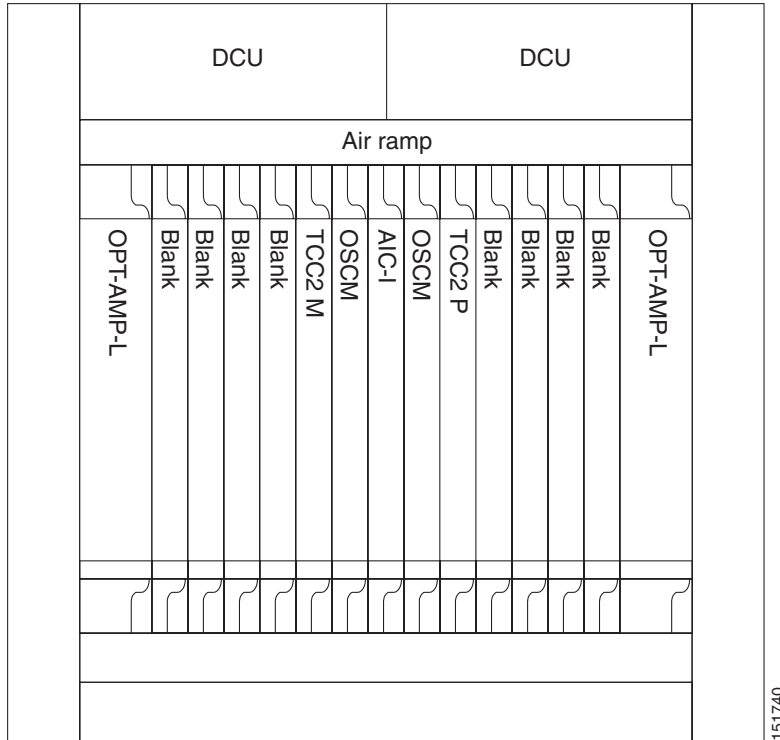 DCU
DCU
Air ramp
OPT-AMP-L
Blank
Blank
Blank
Blank
TCC2 M
OSCM
AIC-I
OSCM
TCC2 P
Blank
Blank
Blank
Blank
OPT-AMP-L
151740